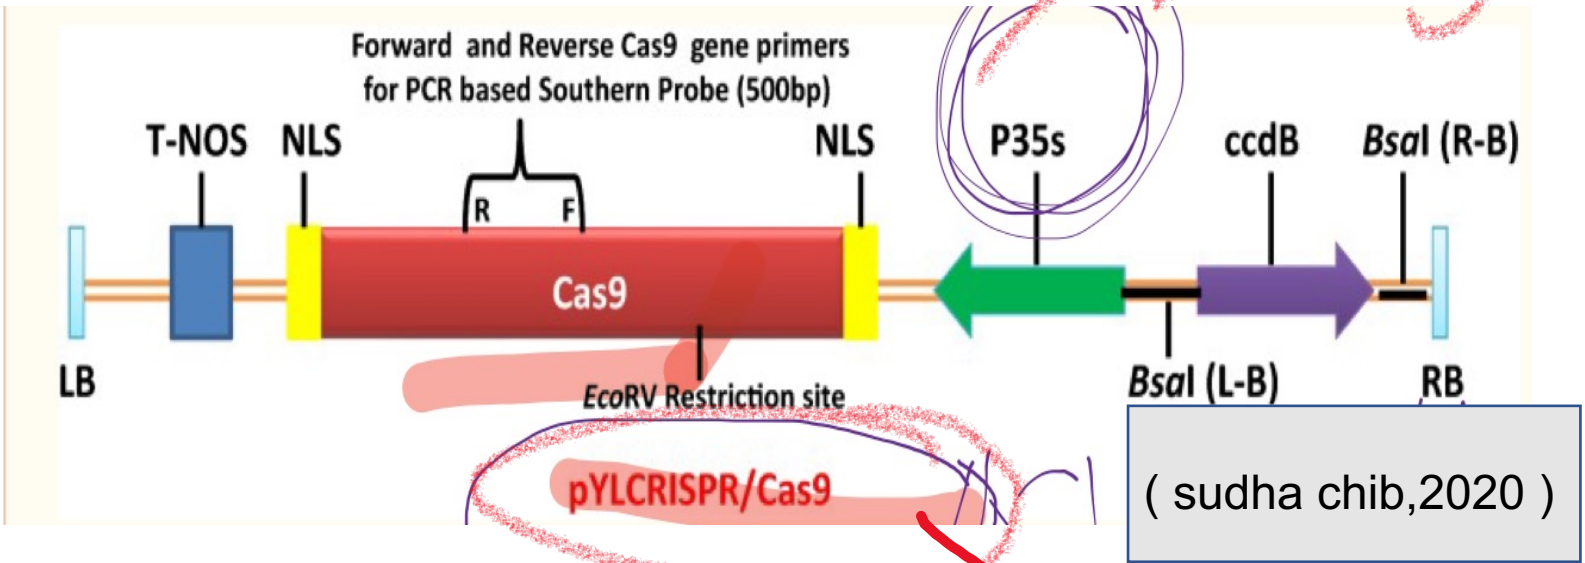 Forward and Reverse Cas9 gene primers
for PCR based Southern Probe (500bp)
T-NOS NLS NLS P35s ccdB BsaI (R-B)
R F
Cas9
LB EcoRV Restriction site BsaI (L-B) RB
pYLCRISPR/Cas9
( sudha chib,2020 )